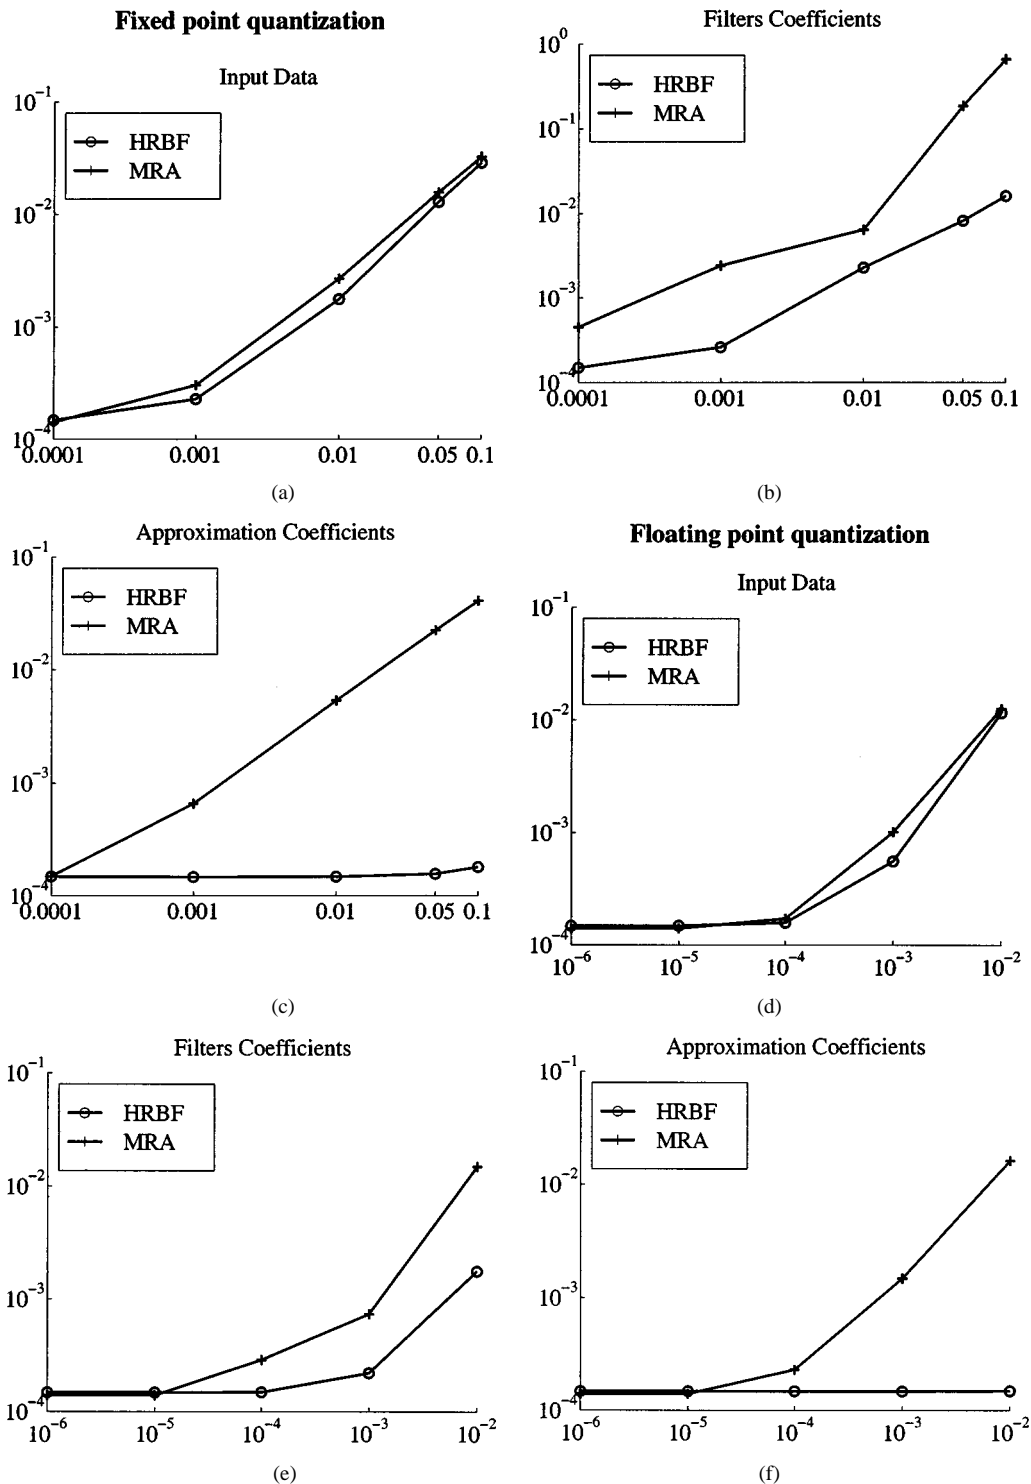 Fixed point quantization
Input Data
10^-1
HRBF
MRA
10^-2
10^-3
10^-4
0.0001 0.001 0.01 0.05 0.1
(a)
Filters Coefficients
10^0
HRBF
MRA
10^-1
10^-2
10^-3
10^-4
0.0001 0.001 0.01 0.05 0.1
(b)
Approximation Coefficients
10^-1
HRBF
MRA
10^-2
10^-3
10^-4
0.0001 0.001 0.01 0.05 0.1
(c)
Floating point quantization
Input Data
10^-1
HRBF
MRA
10^-2
10^-3
10^-4
10^-6 10^-5 10^-4 10^-3 10^-2
(d)
Filters Coefficients
10^-1
HRBF
MRA
10^-2
10^-3
10^-4
10^-6 10^-5 10^-4 10^-3 10^-2
(e)
Approximation Coefficients
10^-1
HRBF
MRA
10^-2
10^-3
10^-4
10^-6 10^-5 10^-4 10^-3 10^-2
(f)